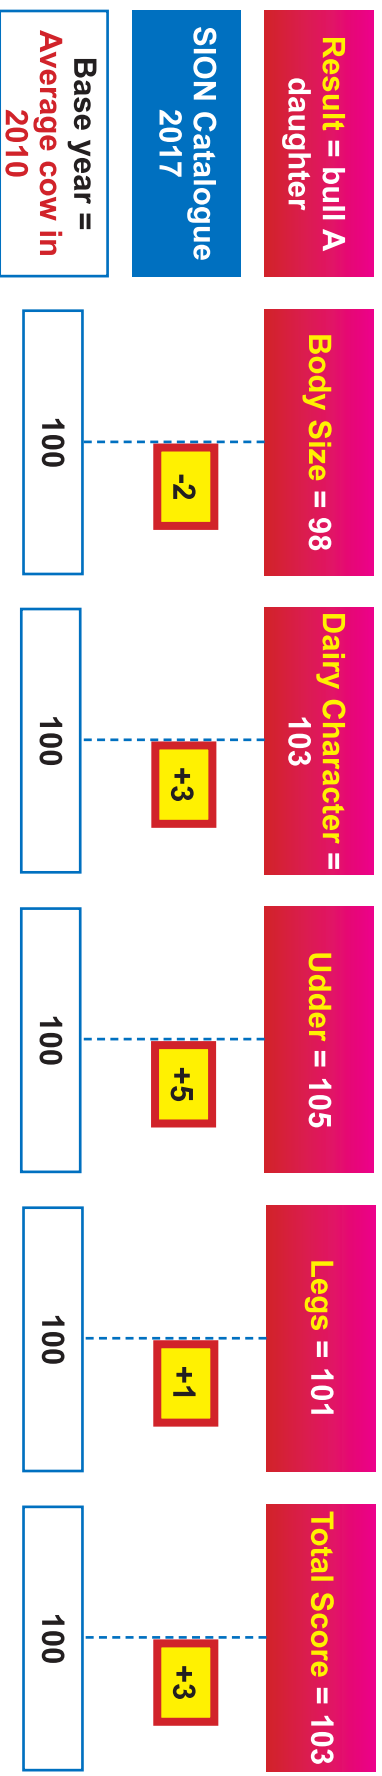 Result = bull A
daughter
Body Size = 98
Dairy Character =
103
Udder = 105
Legs = 101
Total Score = 103
SION Catalogue
2017
-2
+3
+5
+1
+3
Base year =
Average cow in
2010
100
100
100
100
100